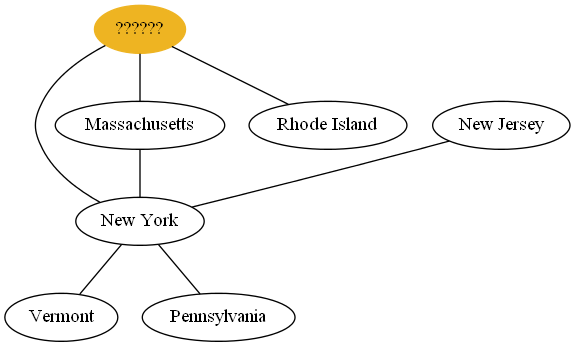 ??????
Massachusetts
Rhode Island
New Jersey
New York
Vermont
Pennsylvania